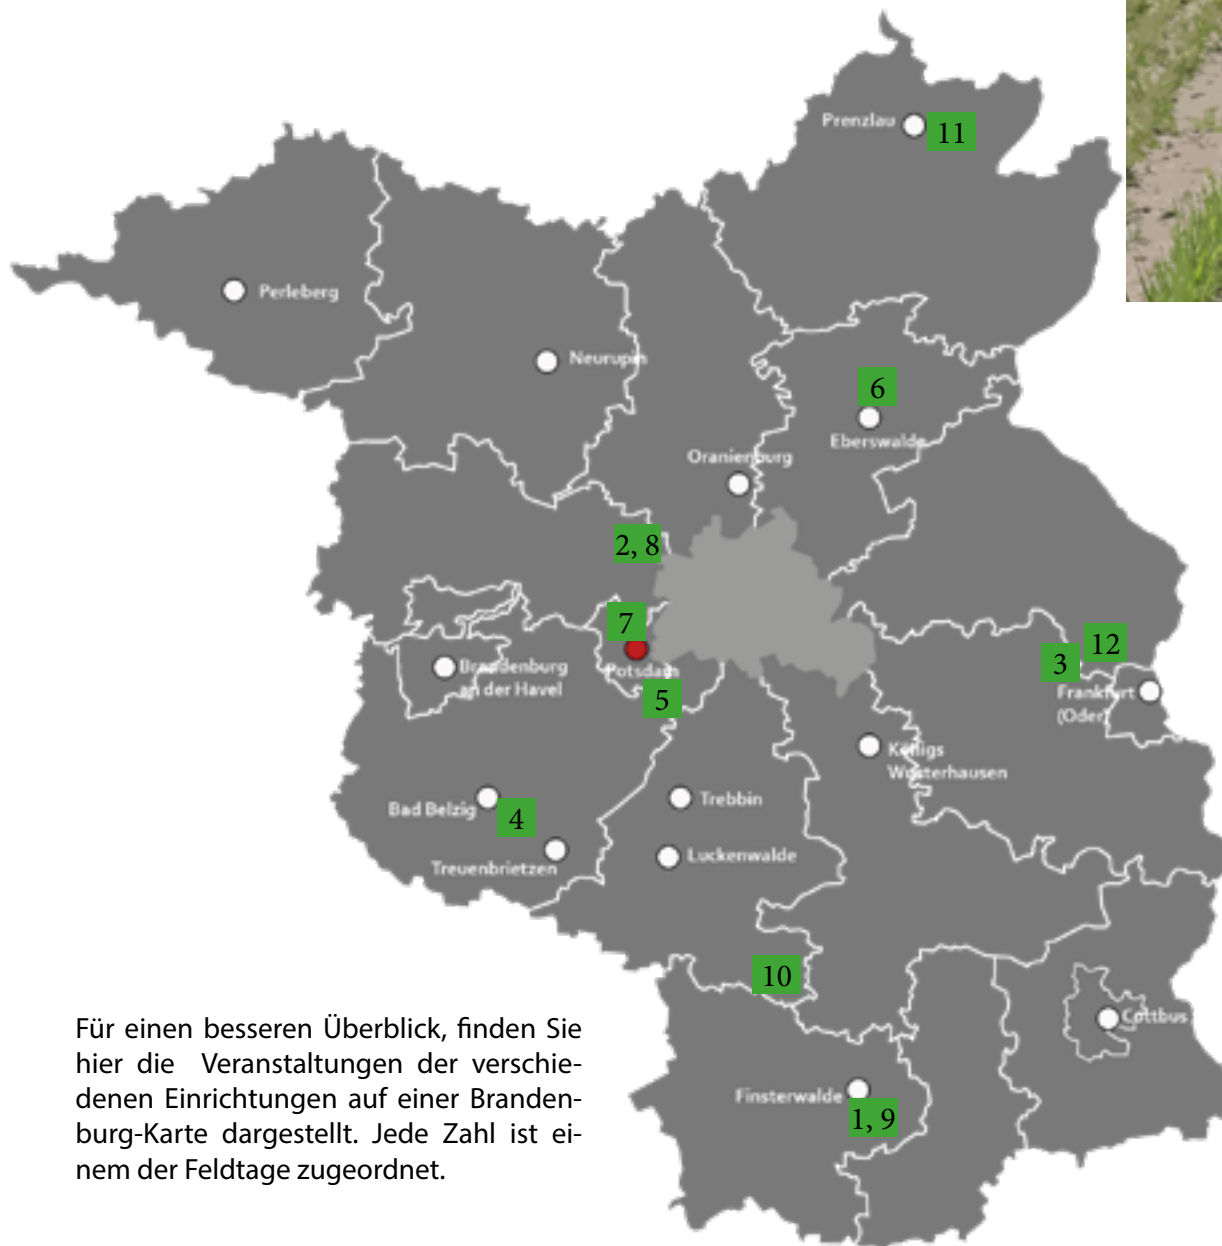 Prenzlau
11
Perleberg
Neurupin
6
Eberswalde
Oranienburg
2, 8
7
Potsdam
Brandenburg
an der Havel
5
12
3
Frankfurt
(Oder)
Königs
Wusterhausen
Bad Belzig
4
Trebbin
Treuenbrietzen
Luckenwalde
10
Cottbus
Finsterwalde
1, 9
Für einen besseren Überblick, finden Sie
hier die Veranstaltungen der verschie-
denen Einrichtungen auf einer Branden-
burg-Karte dargestellt. Jede Zahl ist ei-
nem der Feldtage zugeordnet.